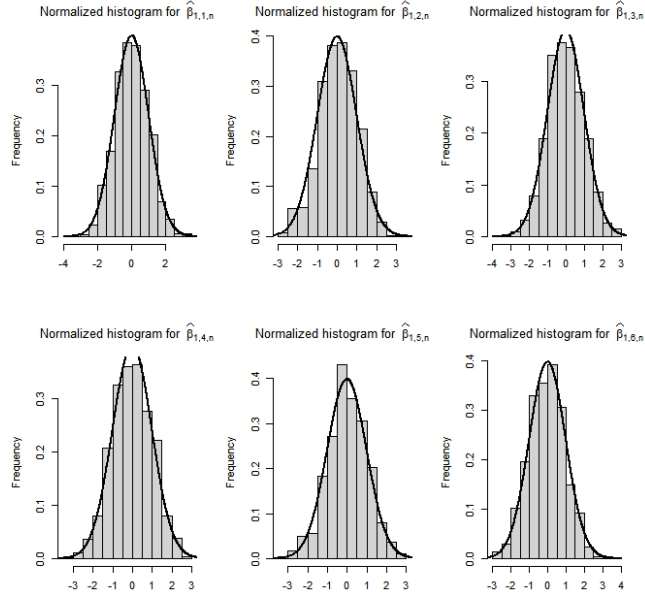 Normalized histogram for β̂1,1,n
Frequency
0.0 0.1 0.2 0.3
-4 -2 0 2
Normalized histogram for β̂1,2,n
Frequency
0.0 0.1 0.2 0.3 0.4
-3 -2 -1 0 1 2 3
Normalized histogram for β̂1,3,n
Frequency
0.0 0.1 0.2 0.3
-4 -3 -2 -1 0 1 2 3
Normalized histogram for β̂1,4,n
Frequency
0.0 0.1 0.2 0.3
-3 -2 -1 0 1 2 3
Normalized histogram for β̂1,5,n
Frequency
0.0 0.1 0.2 0.3 0.4
-3 -2 -1 0 1 2 3
Normalized histogram for β̂1,6,n
Frequency
0.0 0.1 0.2 0.3 0.4
-3 -2 -1 0 1 2 3 4